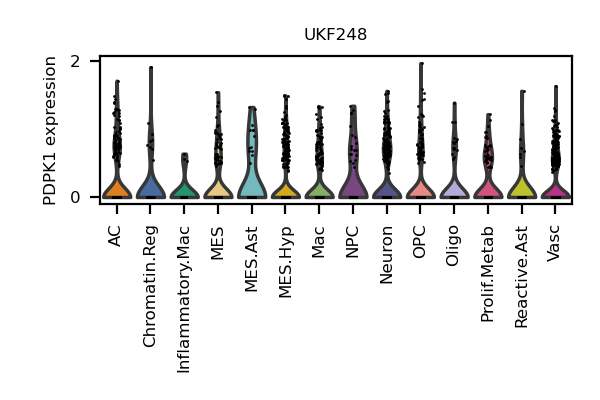 UKF248
PDPK1 expression
2
0
AC
Chromatin.Reg
Inflammatory.Mac
MES
MES.Ast
MES.Hyp
Mac
NPC
Neuron
OPC
Oligo
Prolif.Metab
Reactive.Ast
Vasc